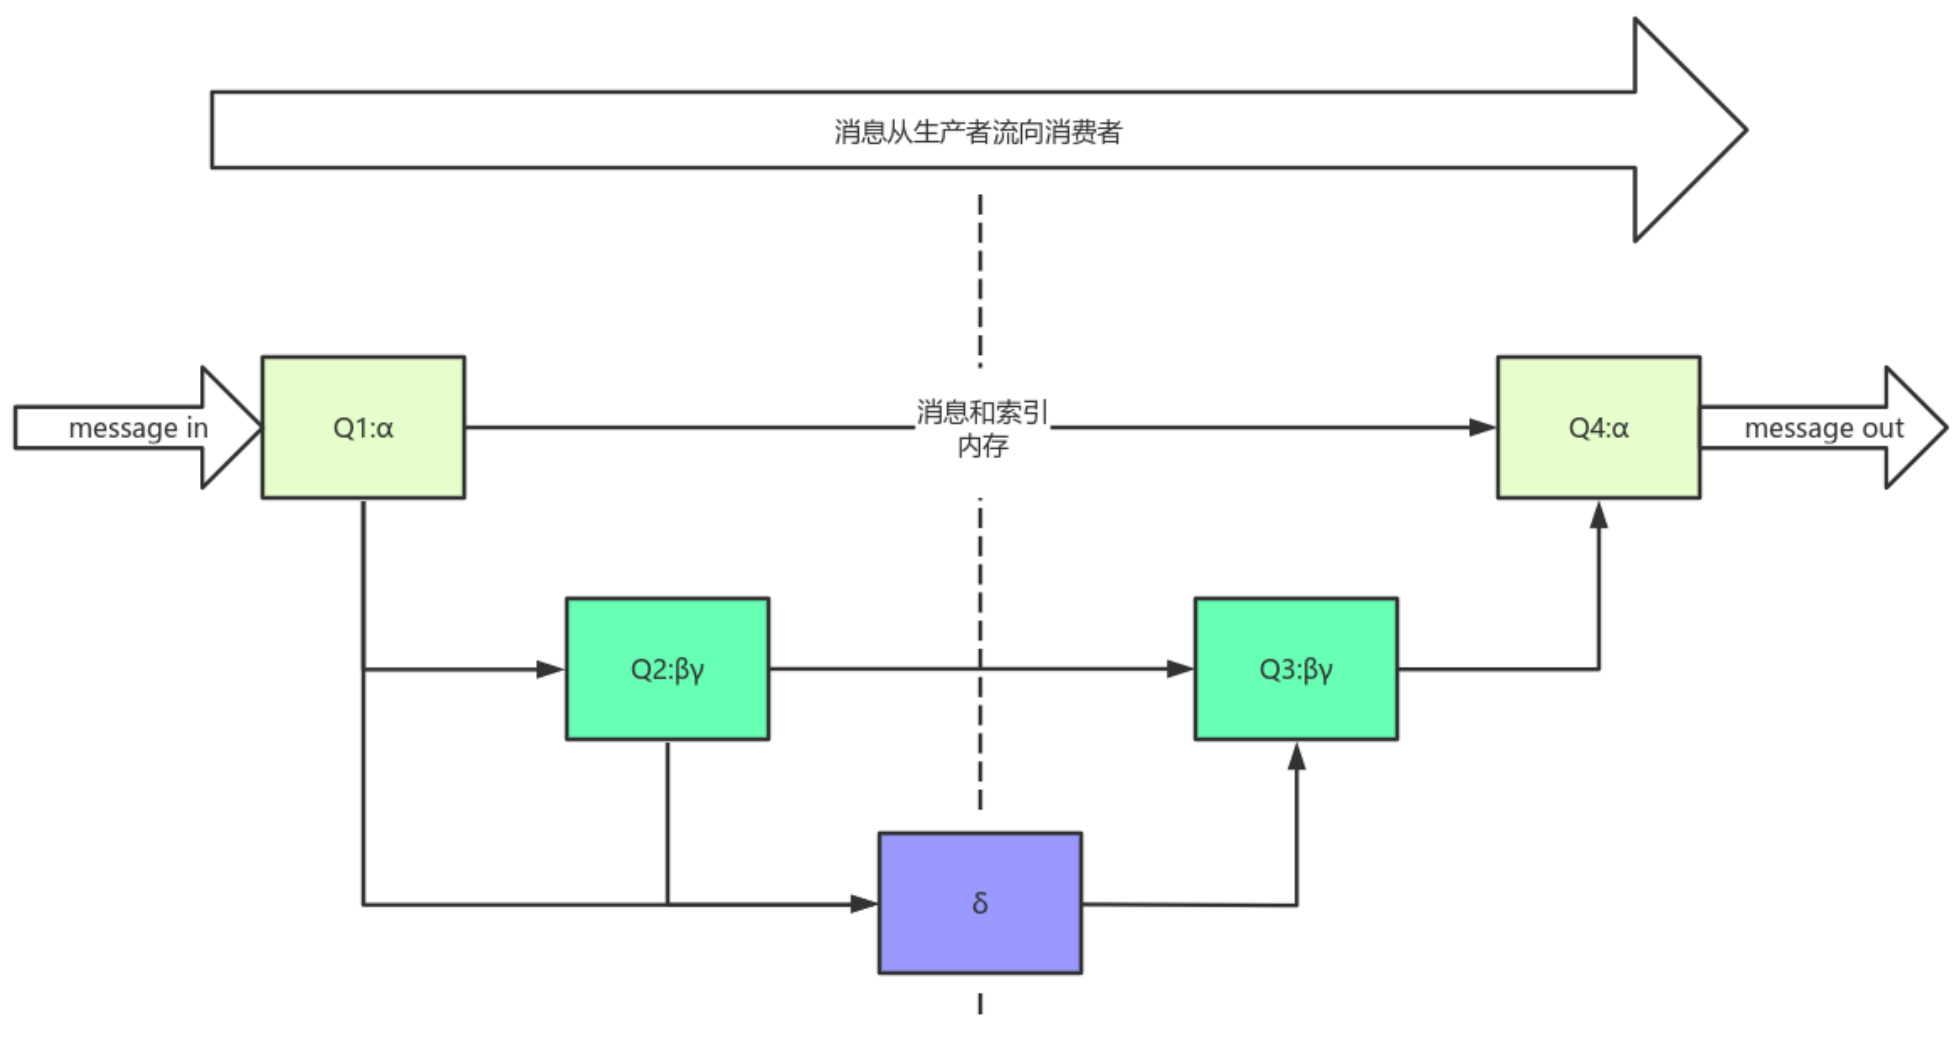 消息从生产者流向消费者
message in
Q1:α
消息和索引
内存
Q4:α
message out
Q2:βγ
Q3:βγ
δ